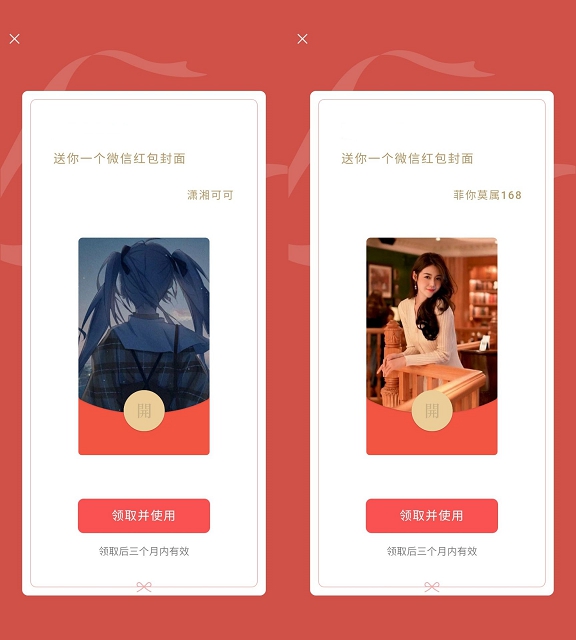 送你一个微信红包封面
潇湘可可
開
领取并使用
领取后三个月内有效
送你一个微信红包封面
菲你莫属168
開
领取并使用
领取后三个月内有效